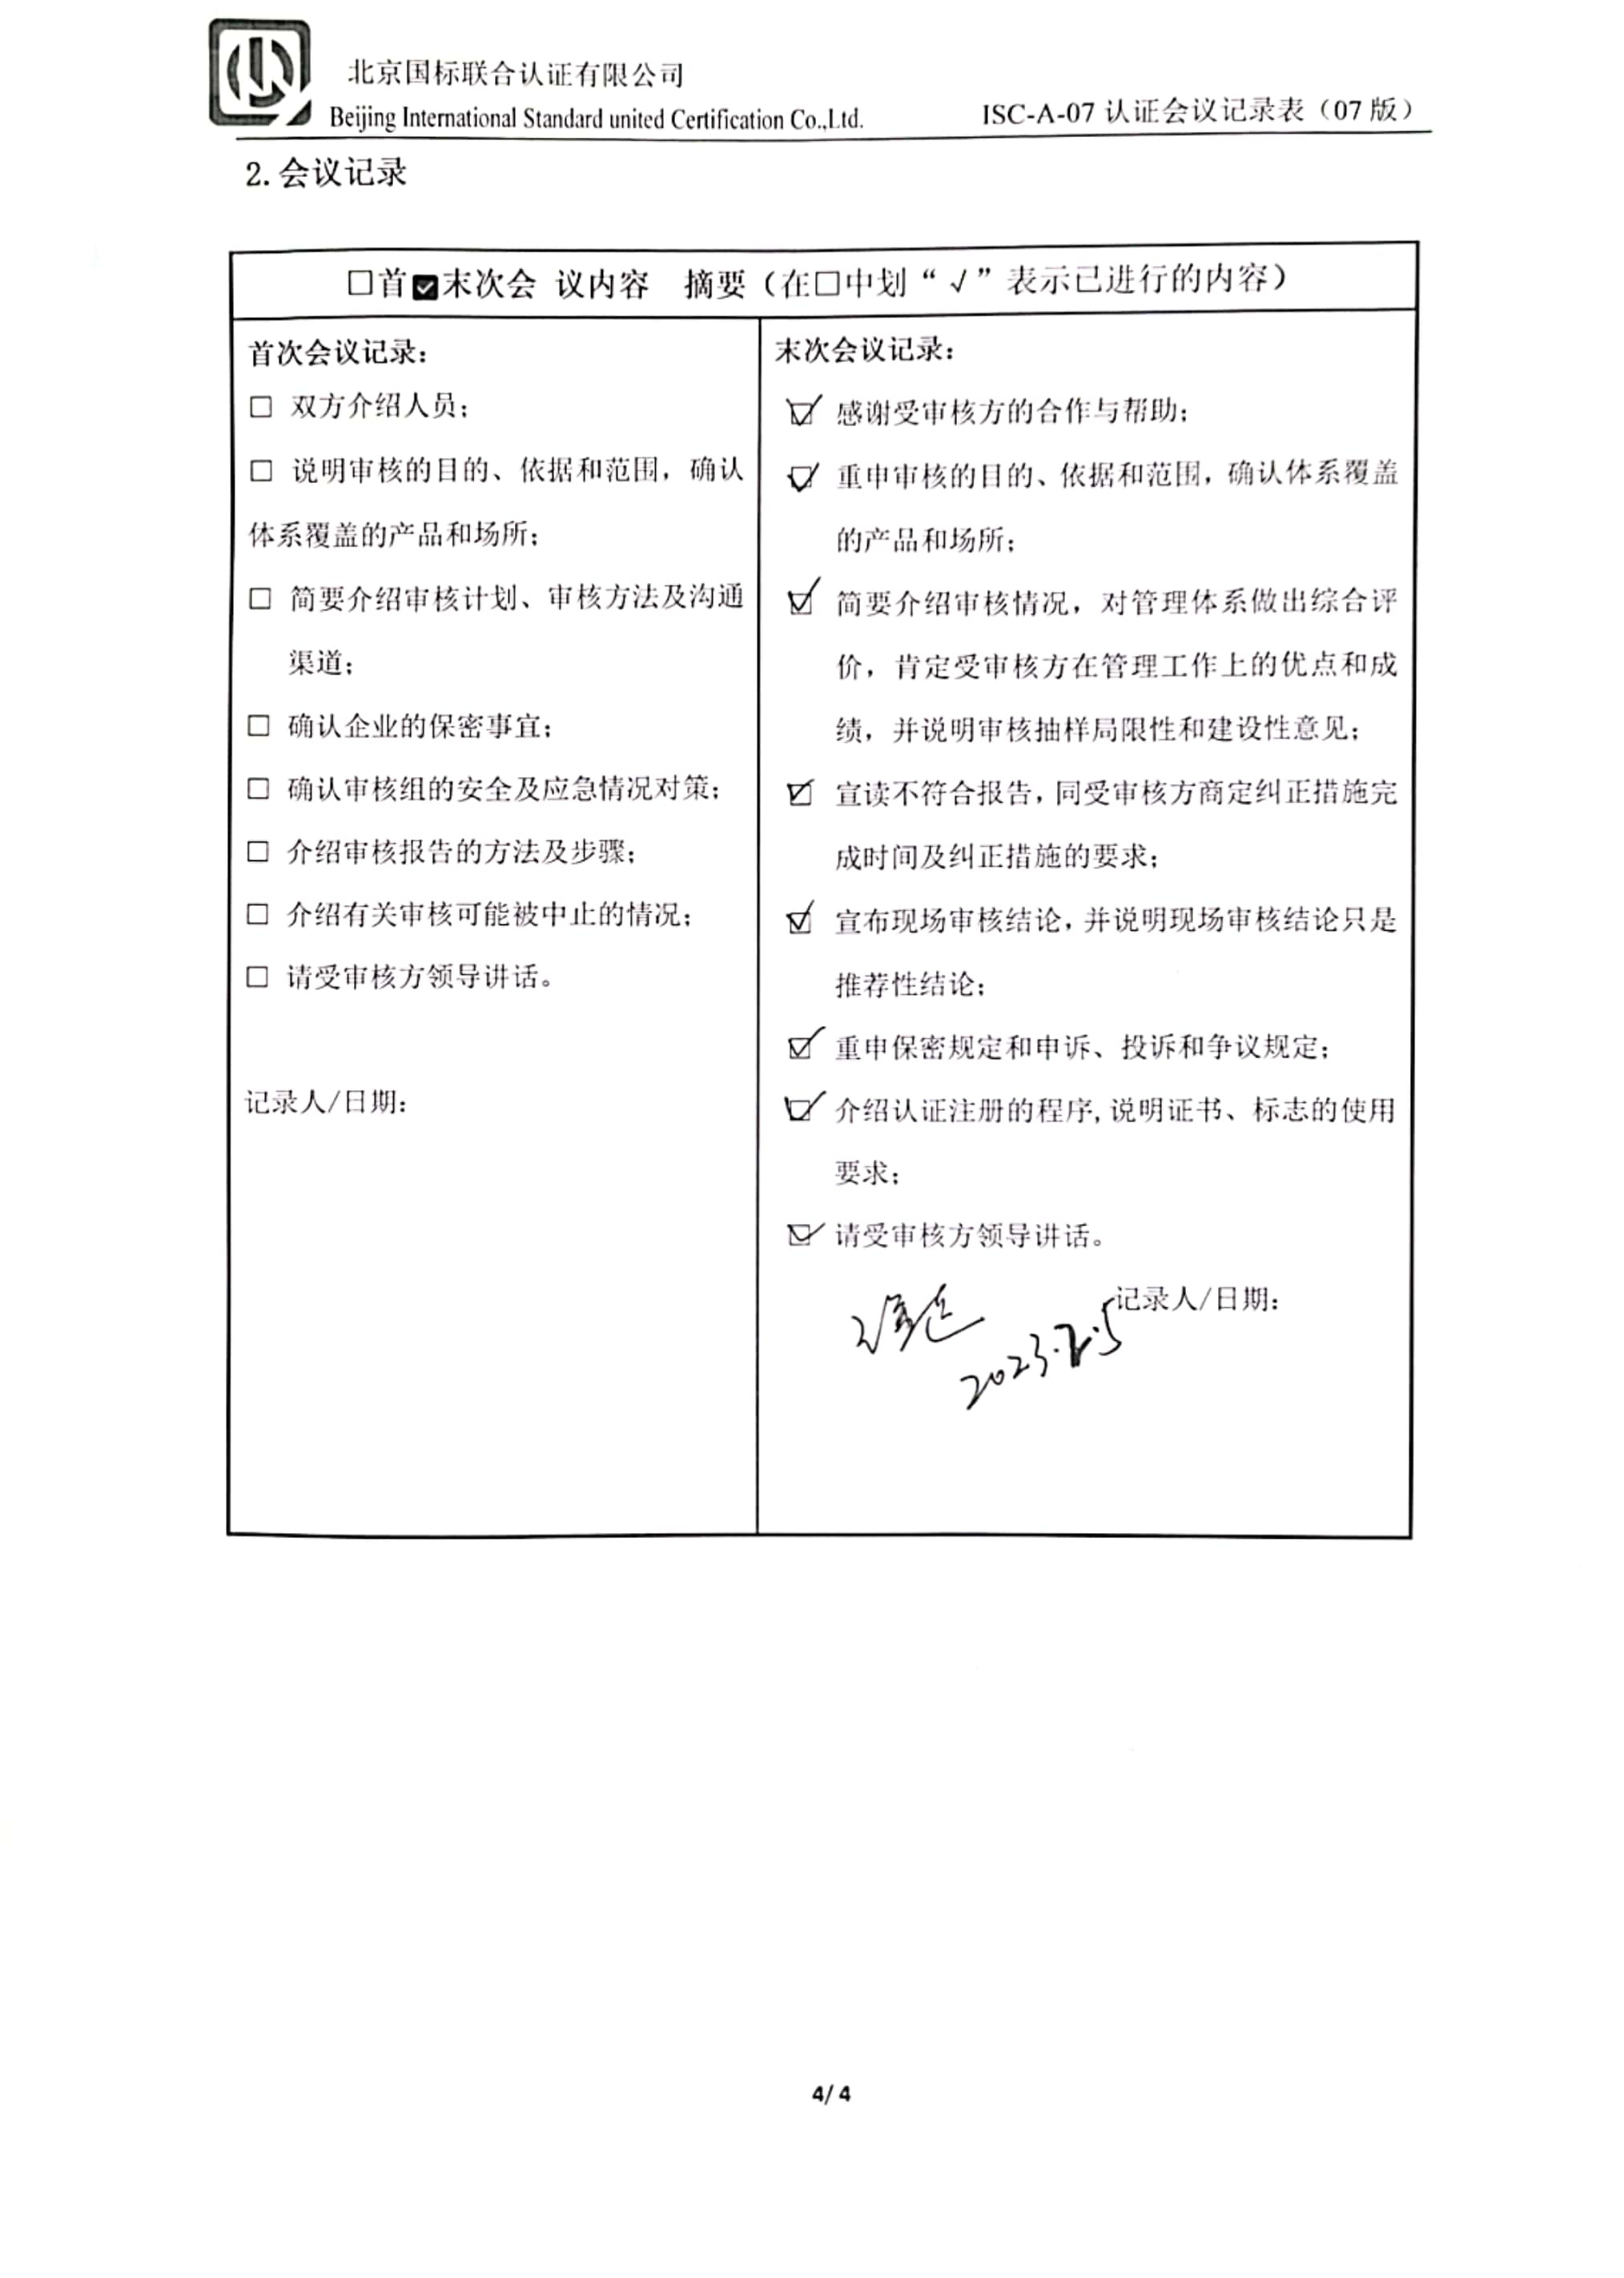 北京国标联合认证有限公司
Beijing International Standard united Certification Co.,Ltd.
ISC-A-07 认证会议记录表（07 版）
2.会议记录
□首☑末次会 议内容 摘要（在□中划“√”表示已进行的内容）
首次会议记录：
□ 双方介绍人员；
□ 说明审核的目的、依据和范围，确认
体系覆盖的产品和场所；
□ 简要介绍审核计划、审核方法及沟通
渠道；
□ 确认企业的保密事宜；
□ 确认审核组的安全及应急情况对策；
□ 介绍审核报告的方法及步骤；
□ 介绍有关审核可能被中止的情况；
□ 请受审核方领导讲话。
记录人/日期：
末次会议记录：
☑ 感谢受审核方的合作与帮助；
☑ 重申审核的目的、依据和范围，确认体系覆盖
的产品和场所；
☑ 简要介绍审核情况，对管理体系做出综合评
价，肯定受审核方在管理工作上的优点和成
绩，并说明审核抽样局限性和建设性意见；
☑ 宣读不符合报告，同受审核方商定纠正措施完
成时间及纠正措施的要求；
☑ 宣布现场审核结论，并说明现场审核结论只是
推荐性结论；
☑ 重申保密规定和申诉、投诉和争议规定；
☑ 介绍认证注册的程序,说明证书、标志的使用
要求；
☑ 请受审核方领导讲话。
记录人/日期：
2023.2.5
4/ 4